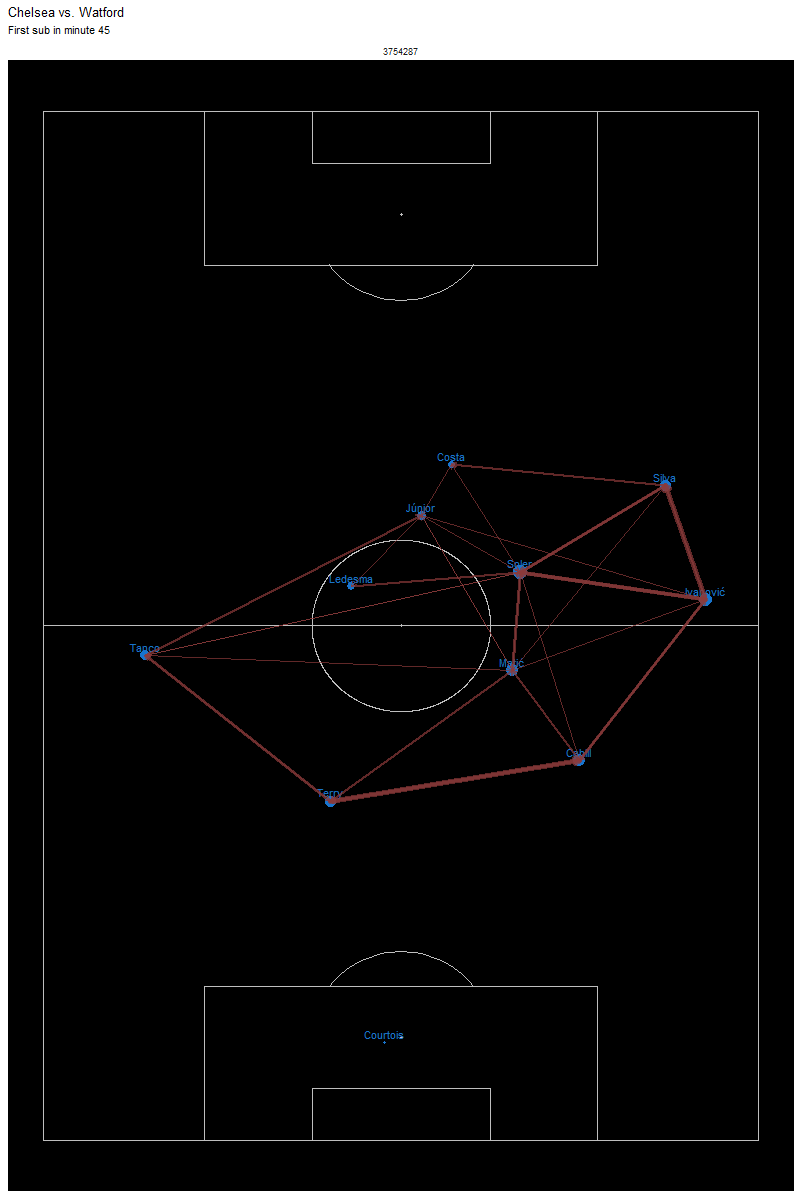 Chelsea vs. Watford
First sub in minute 45
3754287
Costa
Silva
Júnior
Soler
Ledesma
Ivanović
Tanco
Matić
Cahill
Terry
Courtois